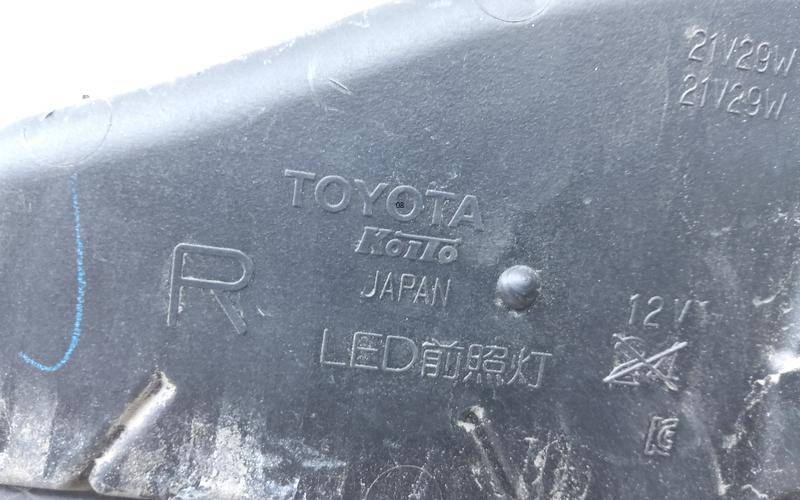 21V29W
21V29W
TOYOTA
Koito
R
JAPAN
LED前照灯
12V